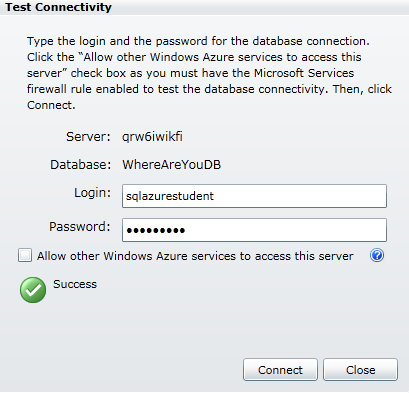 Test Connectivity
Type the login and the password for the database connection.
Click the “Allow other Windows Azure services to access this
server” check box as you must have the Microsoft Services
firewall rule enabled to test the database connectivity. Then, click
Connect.
Server: qrw6iwikfi
Database: WhereAreYouDB
Login: sqlazurestudent
Password: •••••••••
Allow other Windows Azure services to access this server ?
Success
Connect Close